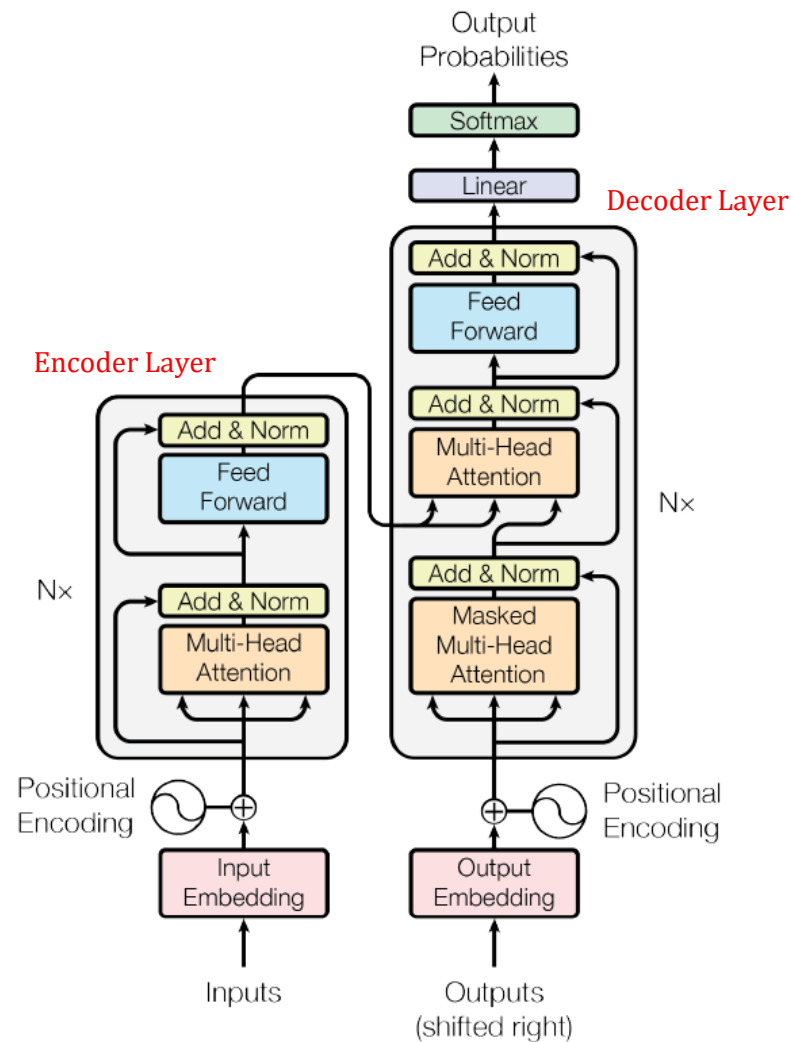 Output
Probabilities
Softmax
Linear
Decoder Layer
Add & Norm
Feed
Forward
Add & Norm
Multi-Head
Attention
N×
Add & Norm
Masked
Multi-Head
Attention
Encoder Layer
Add & Norm
Feed
Forward
N×
Add & Norm
Multi-Head
Attention
Positional
Encoding
Positional
Encoding
Input
Embedding
Output
Embedding
Inputs
Outputs
(shifted right)